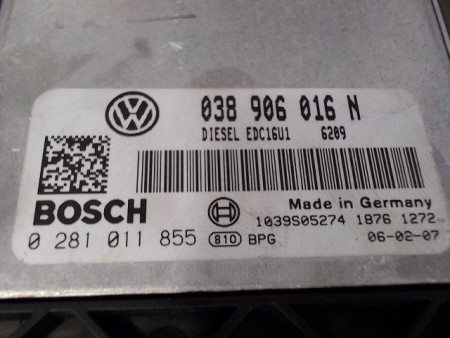 038 906 016 N
DIESEL EDC16U1 6209
BOSCH
Made in Germany
1039S05274 1876 1272
0 281 011 855 810 BPG 06-02-07